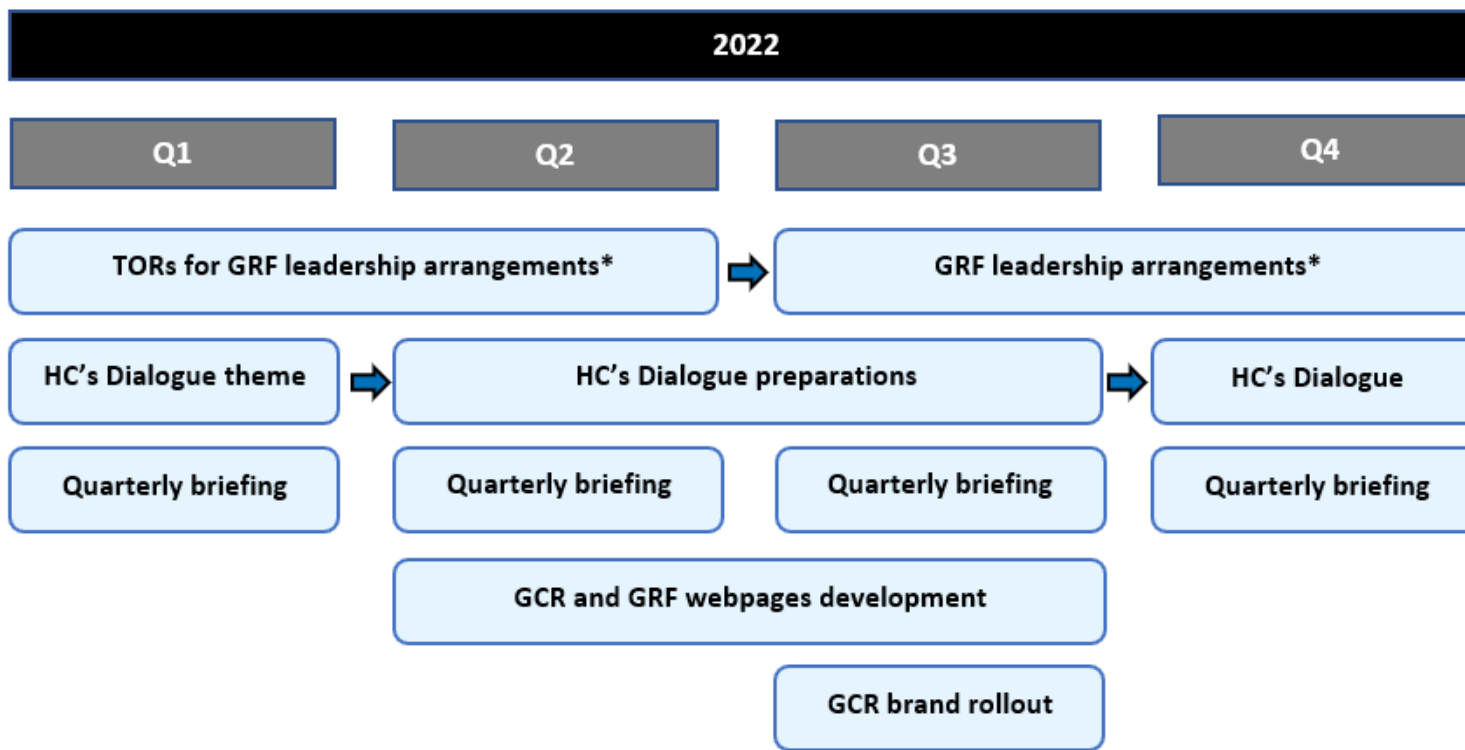 2022
Q1
Q2
Q3
Q4
TORs for GRF leadership arrangements*
GRF leadership arrangements*
HC’s Dialogue theme
HC’s Dialogue preparations
HC’s Dialogue
Quarterly briefing
Quarterly briefing
Quarterly briefing
Quarterly briefing
GCR and GRF webpages development
GCR brand rollout